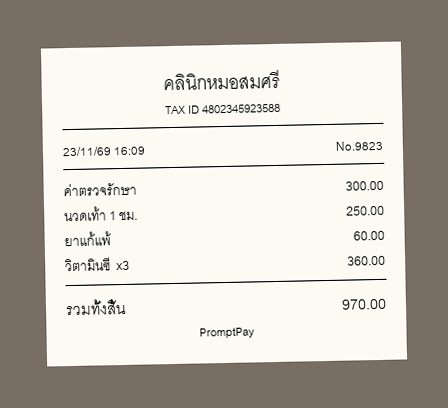 คลินิกหมอสมศรี
TAX ID 4802345923588
23/11/69 16:09 No.9823
ค่าตรวจรักษา 300.00
นวดเท้า 1 ชม. 250.00
ยาแก้แพ้ 60.00
วิตามินซี x3 360.00
รวมทั้งสิ้น 970.00
PromptPay